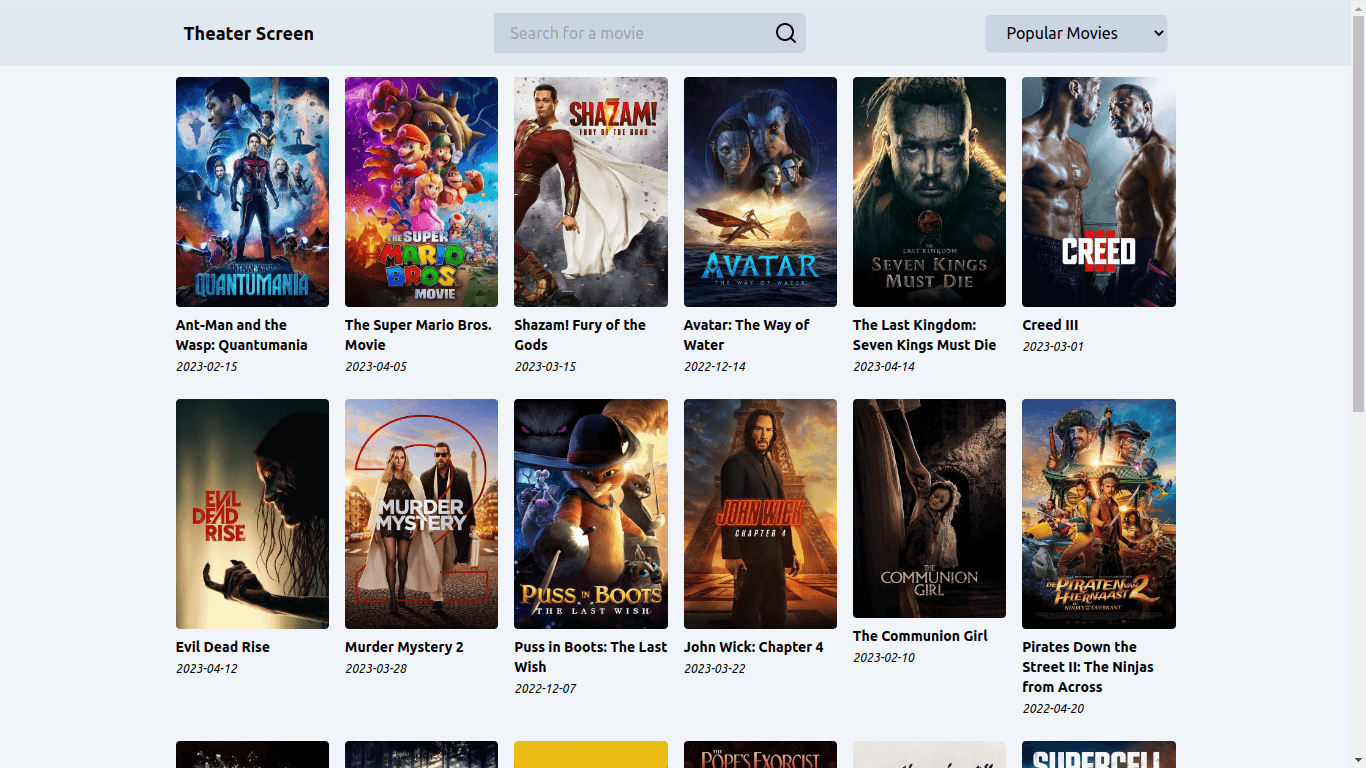 Theater Screen
Search for a movie
Popular Movies
QUANTUMANIA
THE SUPER
MARIO
BROS.
MOVIE
SHAZAM!
FURY OF THE GODS
AVATAR
THE WAY OF WATER
THE
LAST KINGDOM
SEVEN KINGS
MUST DIE
CREED
III
Ant-Man and the
Wasp: Quantumania
2023-02-15
The Super Mario Bros.
Movie
2023-04-05
Shazam! Fury of the
Gods
2023-03-15
Avatar: The Way of
Water
2022-12-14
The Last Kingdom:
Seven Kings Must Die
2023-04-14
Creed III
2023-03-01
EVIL
DEAD
RISE
2
MURDER
MYSTERY
PUSS IN BOOTS
THE LAST WISH
JOHN WICK
CHAPTER 4
THE
COMMUNION
GIRL
DE PIRATEN VAN
HIERNAAST 2
Evil Dead Rise
2023-04-12
Murder Mystery 2
2023-03-28
Puss in Boots: The Last
Wish
2022-12-07
John Wick: Chapter 4
2023-03-22
The Communion Girl
2023-02-10
Pirates Down the
Street II: The Ninjas
from Across
2022-04-20
THE
POPE'S EXORCIST
SUPERCELL